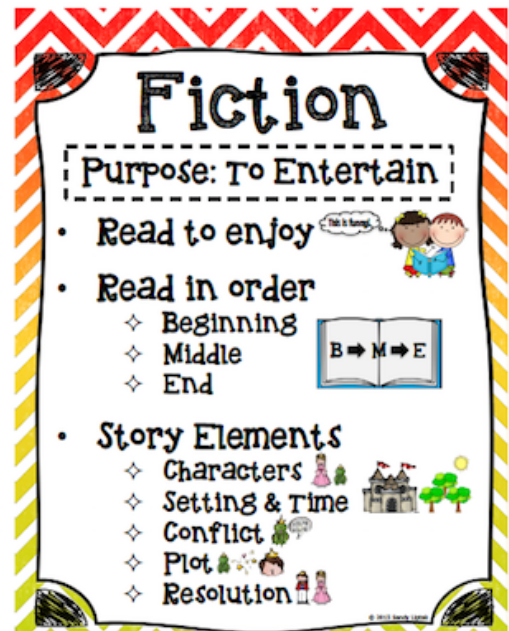 Fiction
Purpose: To Entertain
• Read to enjoy
This is funny!
• Read in order
✧ Beginning
✧ Middle
✧ End
B➡M➡E
• Story Elements
✧ Characters
✧ Setting & Time
✧ Conflict
✧ Plot
✧ Resolution